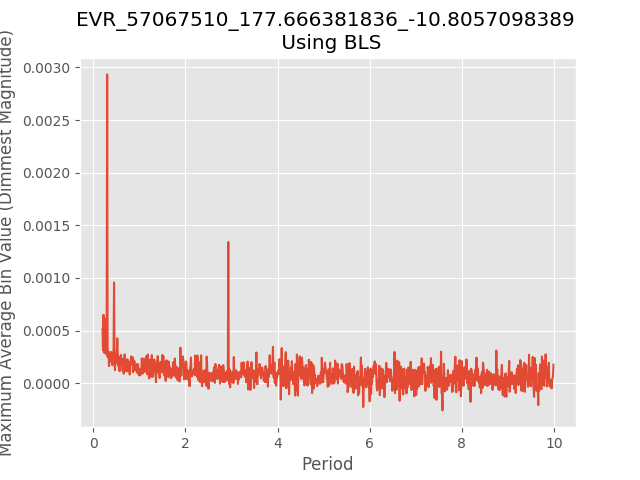 EVR_57067510_177.666381836_-10.8057098389
Using BLS
Maximum Average Bin Value (Dimmest Magnitude)
0.0030
0.0025
0.0020
0.0015
0.0010
0.0005
0.0000
0 2 4 6 8 10
Period